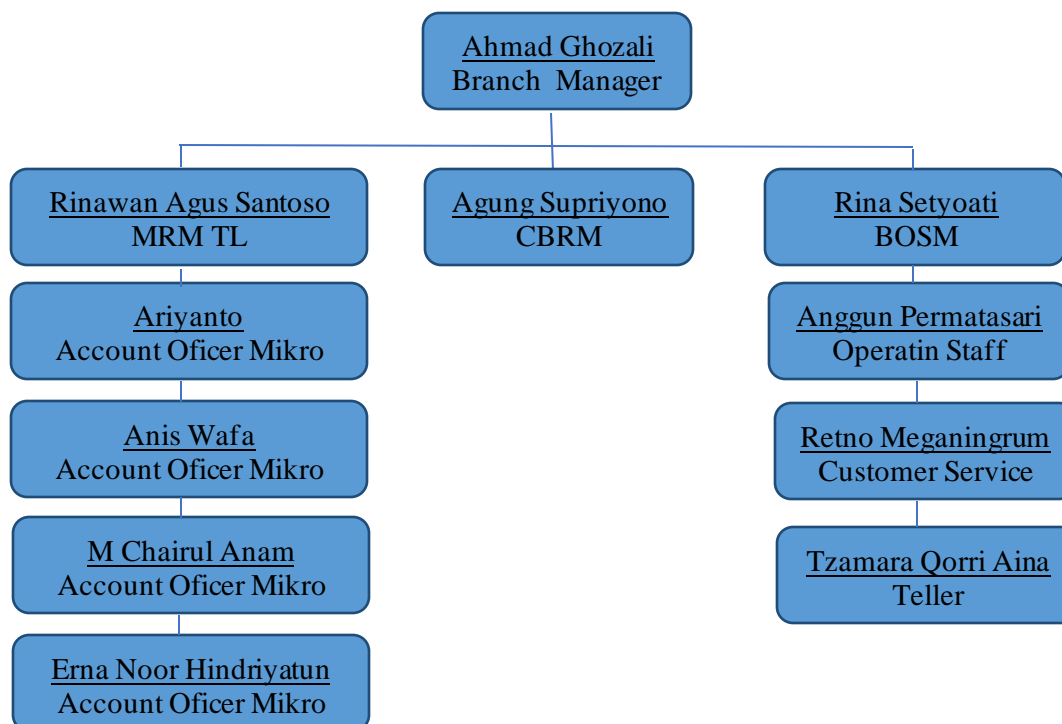 Ahmad Ghozali
Branch Manager
Rinawan Agus Santoso
MRM TL
Agung Supriyono
CBRM
Rina Setyoati
BOSM
Ariyanto
Account Oficer Mikro
Anggun Permatasari
Operatin Staff
Anis Wafa
Account Oficer Mikro
Retno Meganingrum
Customer Service
M Chairul Anam
Account Oficer Mikro
Tzamara Qorri Aina
Teller
Erna Noor Hindriyatun
Account Oficer Mikro